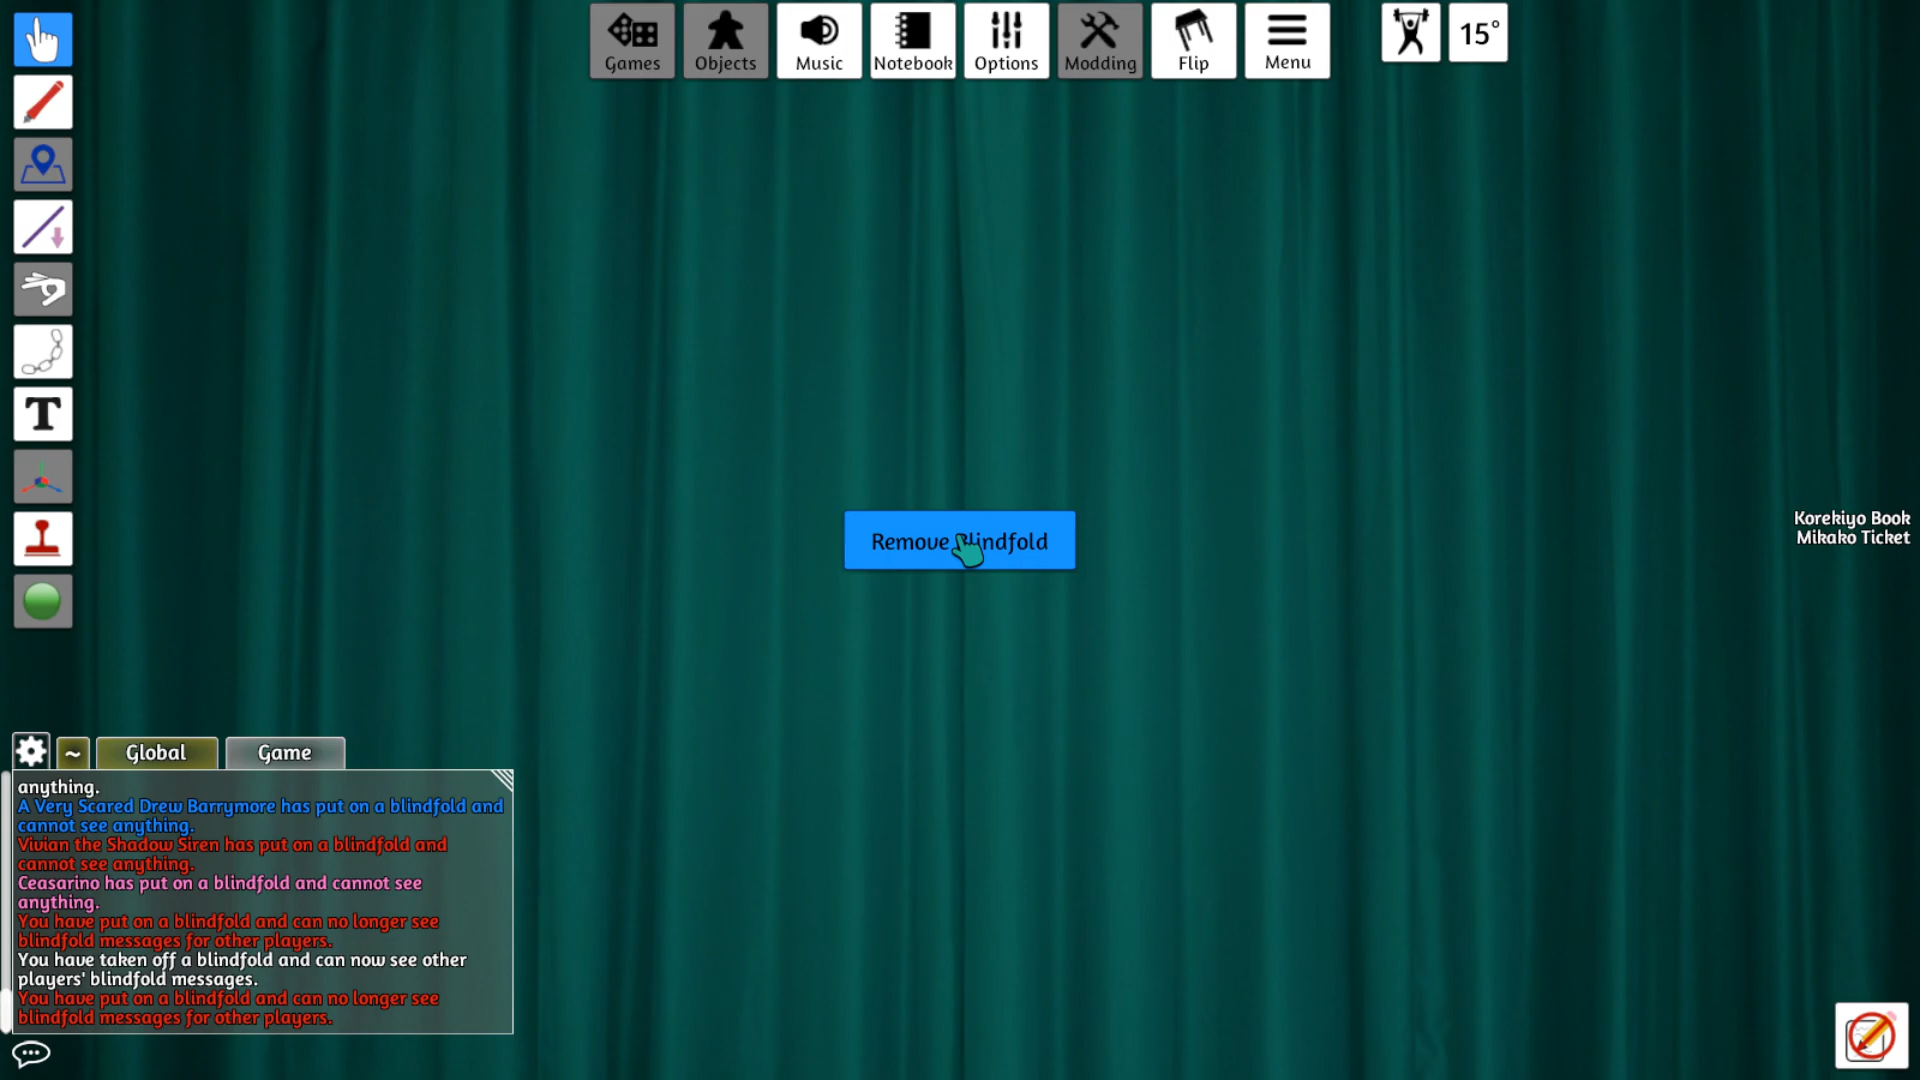 Games
Objects
Music
Notebook
Options
Modding
Flip
Menu
15°
T
Remove Blindfold
Korekiyo Book
Mikako Ticket
~
Global
Game
anything.
A Very Scared Drew Barrymore has put on a blindfold and
cannot see anything.
Vivian the Shadow Siren has put on a blindfold and
cannot see anything.
Ceasarino has put on a blindfold and cannot see
anything.
You have put on a blindfold and can no longer see
blindfold messages for other players.
You have taken off a blindfold and can now see other
players' blindfold messages.
You have put on a blindfold and can no longer see
blindfold messages for other players.